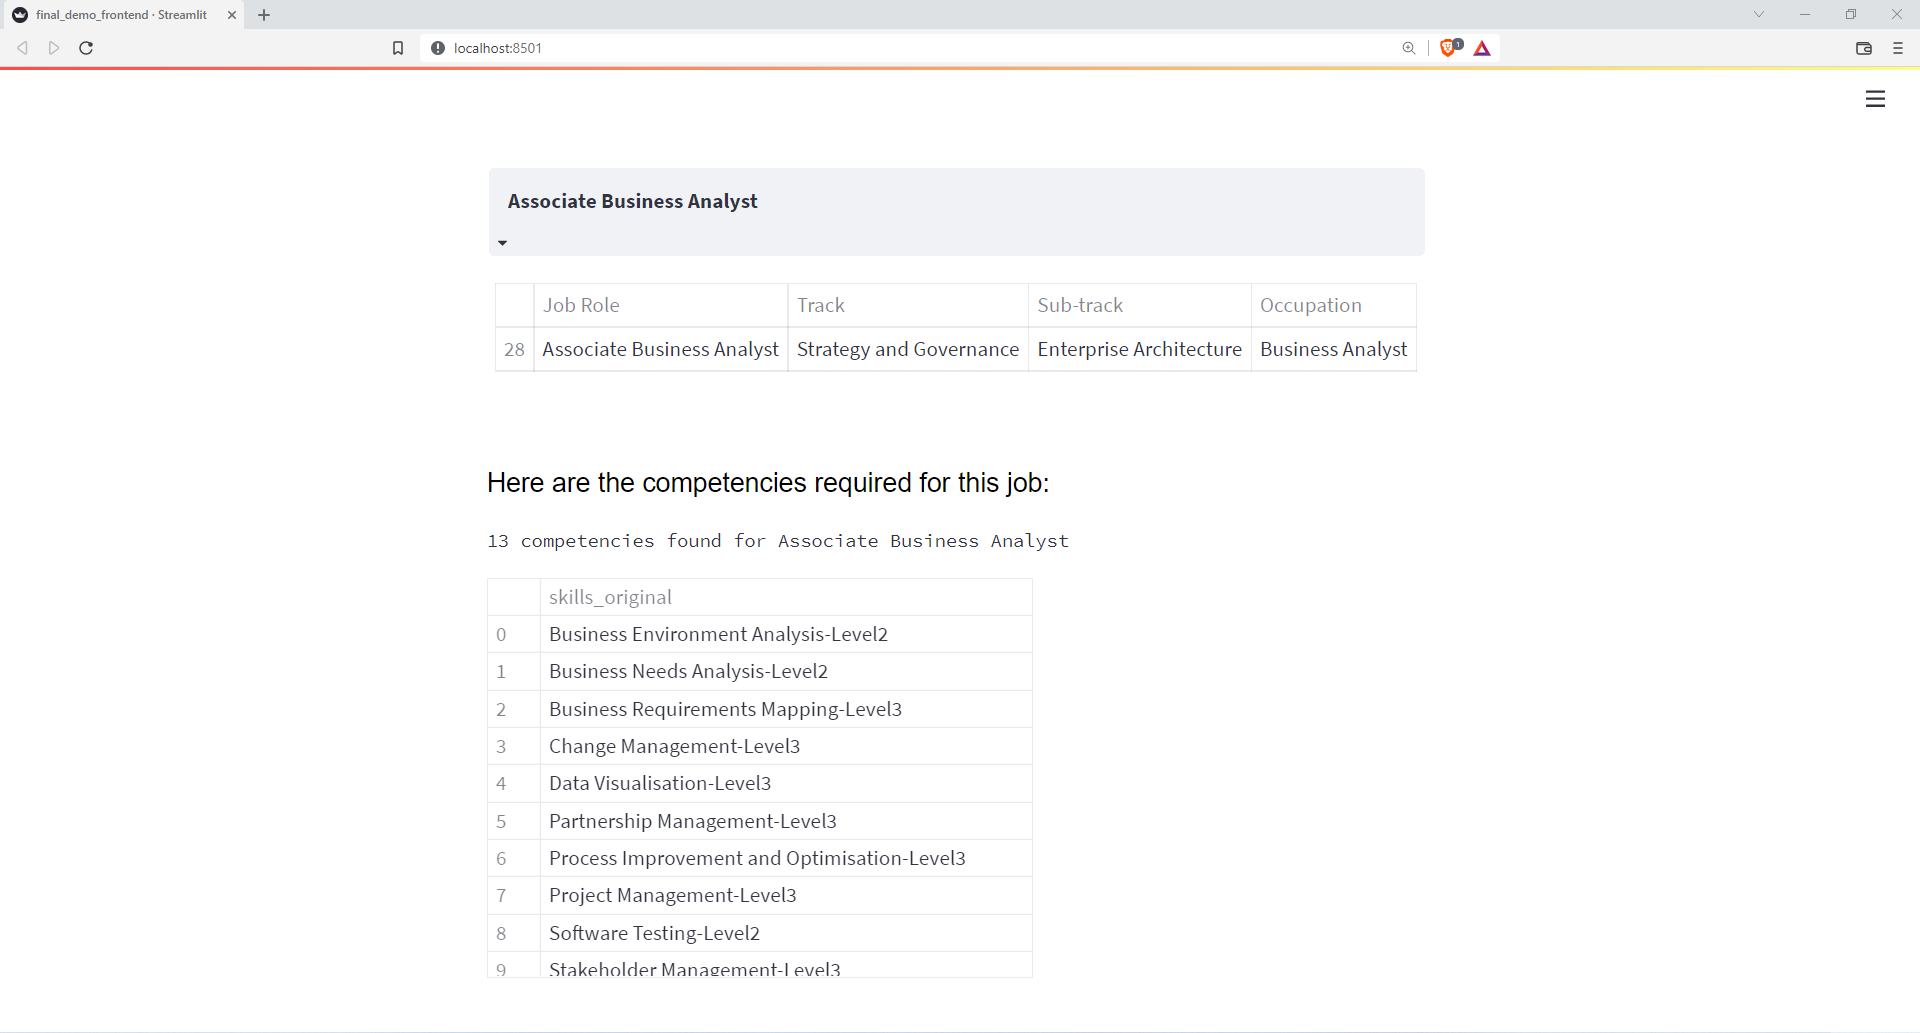 final_demo_frontend · Streamlit
localhost:8501
1
Associate Business Analyst
Job Role Track Sub-track Occupation
28 Associate Business Analyst Strategy and Governance Enterprise Architecture Business Analyst
Here are the competencies required for this job:
13 competencies found for Associate Business Analyst
skills_original
0 Business Environment Analysis-Level2
1 Business Needs Analysis-Level2
2 Business Requirements Mapping-Level3
3 Change Management-Level3
4 Data Visualisation-Level3
5 Partnership Management-Level3
6 Process Improvement and Optimisation-Level3
7 Project Management-Level3
8 Software Testing-Level2
9 Stakeholder Management-Level3